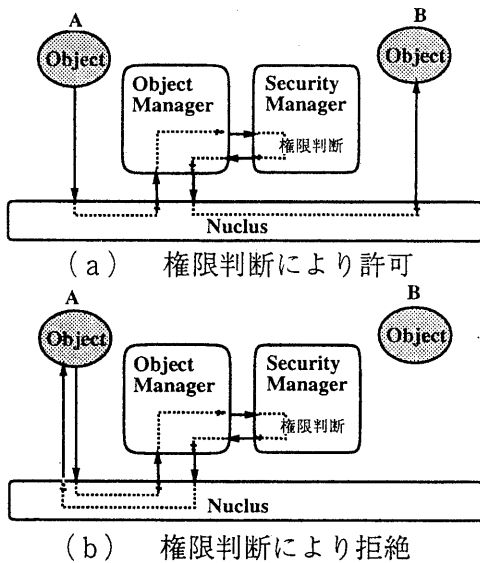 A
B
Object
Object
Object
Manager
Security
Manager
権限判断
Nuclus
(a) 権限判断により許可
A
B
Object
Object
Object
Manager
Security
Manager
権限判断
Nuclus
(b) 権限判断により拒絶